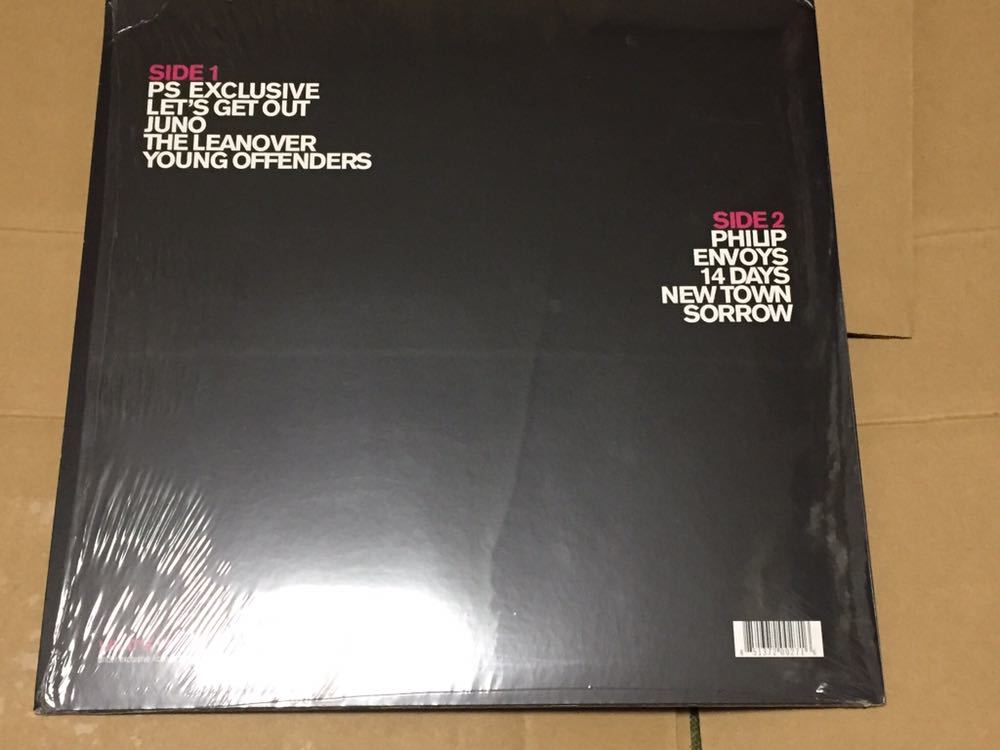 SIDE 1
PS EXCLUSIVE
LET'S GET OUT
JUNO
THE LEANOVER
YOUNG OFFENDERS
SIDE 2
PHILIP
ENVOYS
14 DAYS
NEW TOWN
SORROW